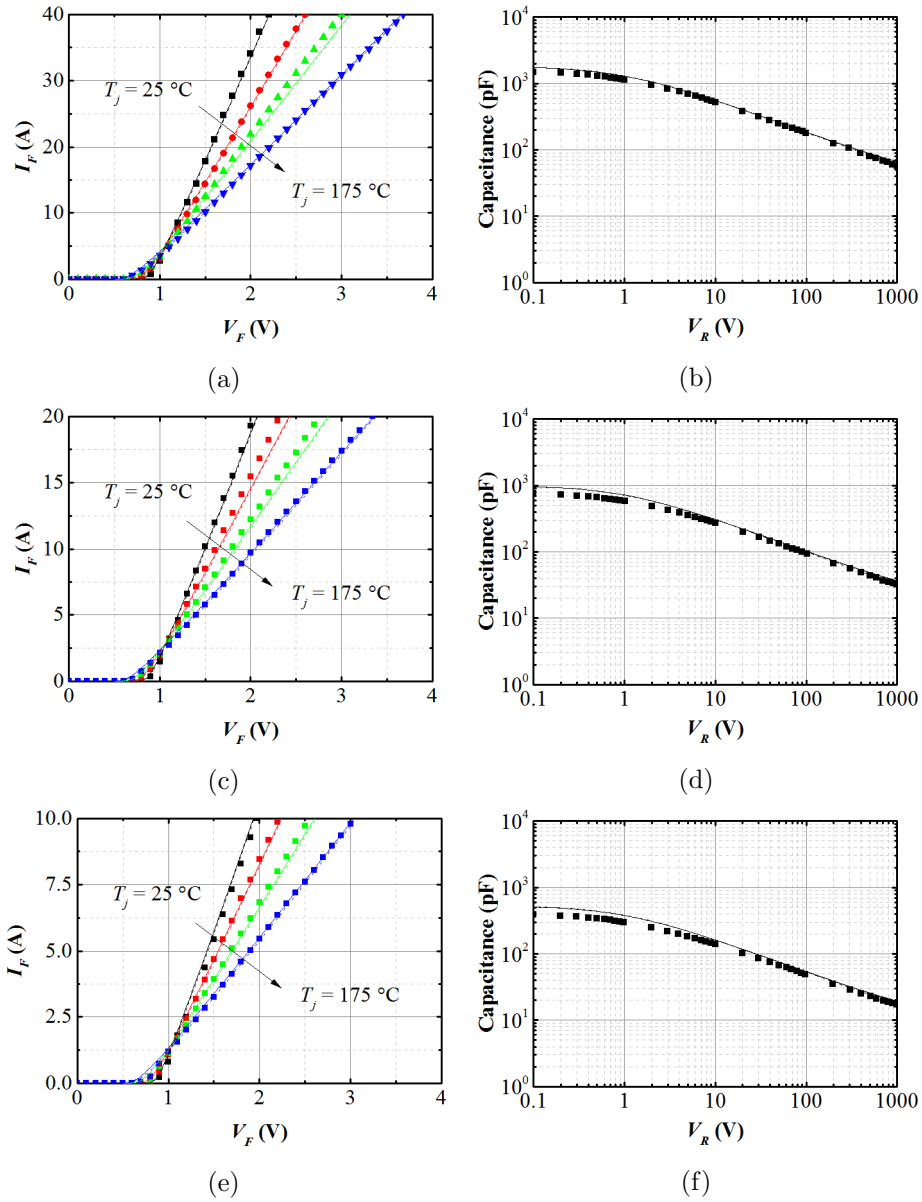 40
30
20
10
0
I_F (A)
T_j = 25 °C
T_j = 175 °C
0 1 2 3 4
V_F (V)
(a)
10^4
10^3
10^2
10^1
10^0
Capacitance (pF)
0.1 1 10 100 1000
V_R (V)
(b)
20
15
10
5
0
I_F (A)
T_j = 25 °C
T_j = 175 °C
0 1 2 3 4
V_F (V)
(c)
10^4
10^3
10^2
10^1
10^0
Capacitance (pF)
0.1 1 10 100 1000
V_R (V)
(d)
10.0
7.5
5.0
2.5
0.0
I_F (A)
T_j = 25 °C
T_j = 175 °C
0 1 2 3 4
V_F (V)
(e)
10^4
10^3
10^2
10^1
10^0
Capacitance (pF)
0.1 1 10 100 1000
V_R (V)
(f)